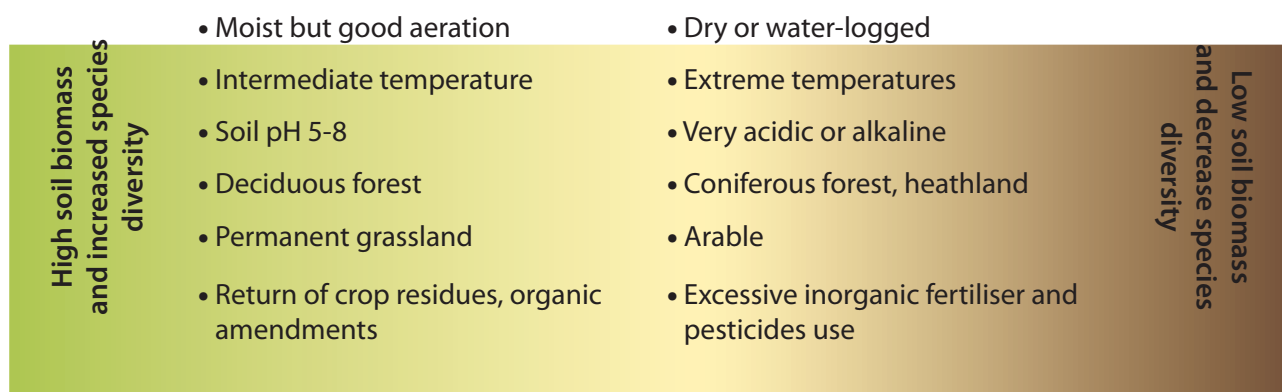 High soil biomass
and increased species
diversity
• Moist but good aeration
• Intermediate temperature
• Soil pH 5-8
• Deciduous forest
• Permanent grassland
• Return of crop residues, organic
amendments
• Dry or water-logged
• Extreme temperatures
• Very acidic or alkaline
• Coniferous forest, heathland
• Arable
• Excessive inorganic fertiliser and
pesticides use
Low soil biomass
and decrease species
diversity